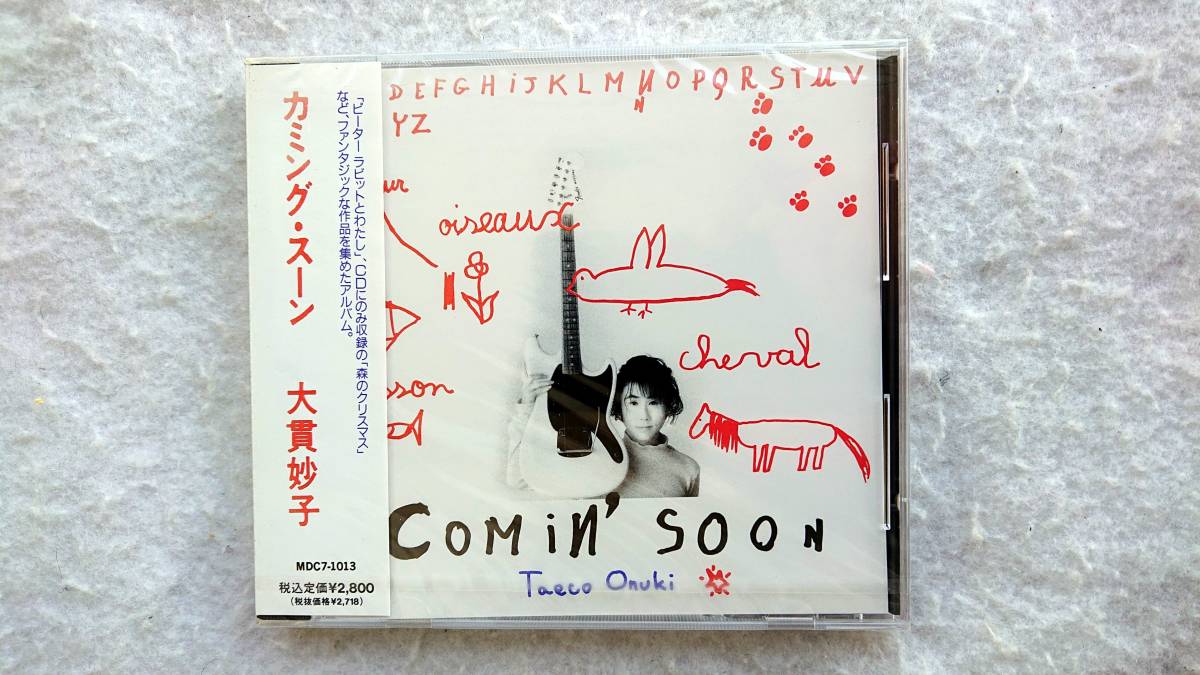 カミング・スーン 大貫妙子
「ピーター ラビットとわたし」、CDにのみ収録の「森のクリスマス」
など、ファンタジックな作品を集めたアルバム。
MDC7-1013
税込定価¥2,800
(税抜価格¥2,718)
DEFGHiJKLMNOPQRSTUV
N
YZ
ur
oiseaux
cheval
sson
COMiN' SOON
Taeco Onuki